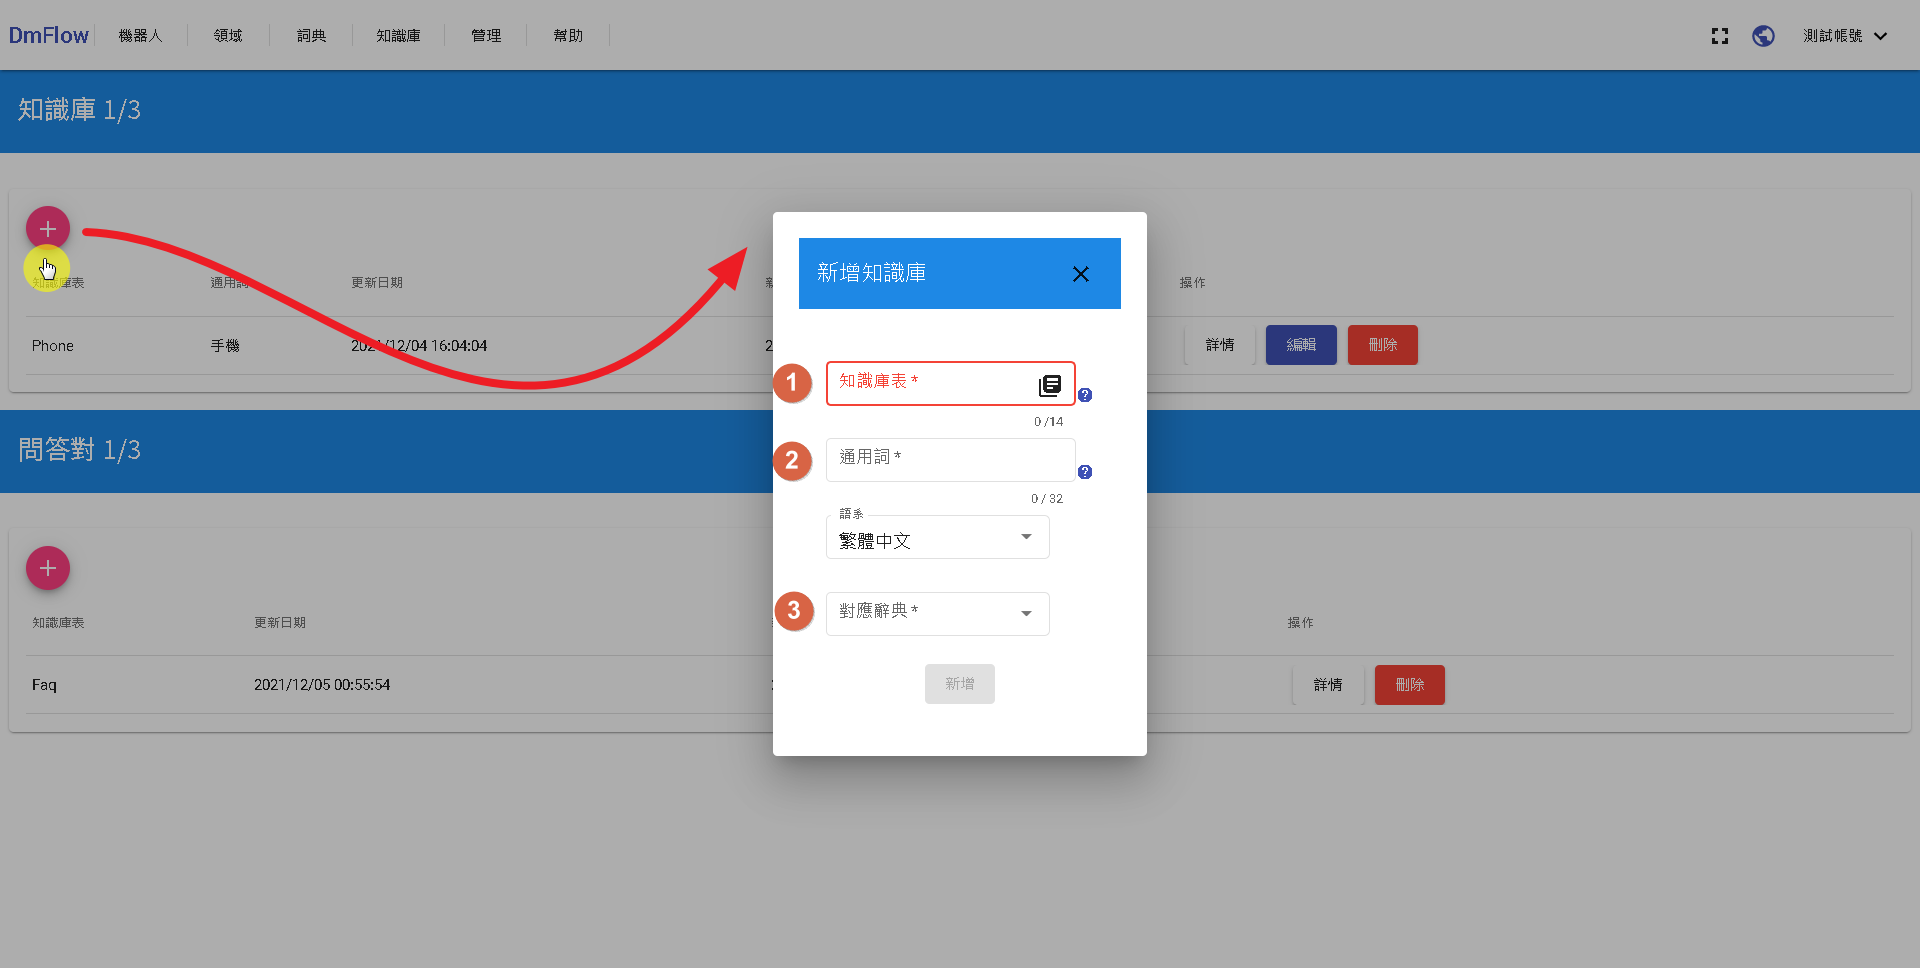 DmFlow 機器人 領域 詞典 知識庫 管理 幫助 測試帳號
知識庫 1/3
知識庫表 通用詞 更新日期 操作
Phone 手機 2021/12/04 16:04:04 2 詳情 編輯 刪除
問答對 1/3
知識庫表 更新日期 操作
Faq 2021/12/05 00:55:54 詳情 刪除
新增知識庫
1 知識庫表 * ?
0 /14
2 通用詞 * ?
0 / 32
語系
繁體中文
3 對應辭典 *
新增